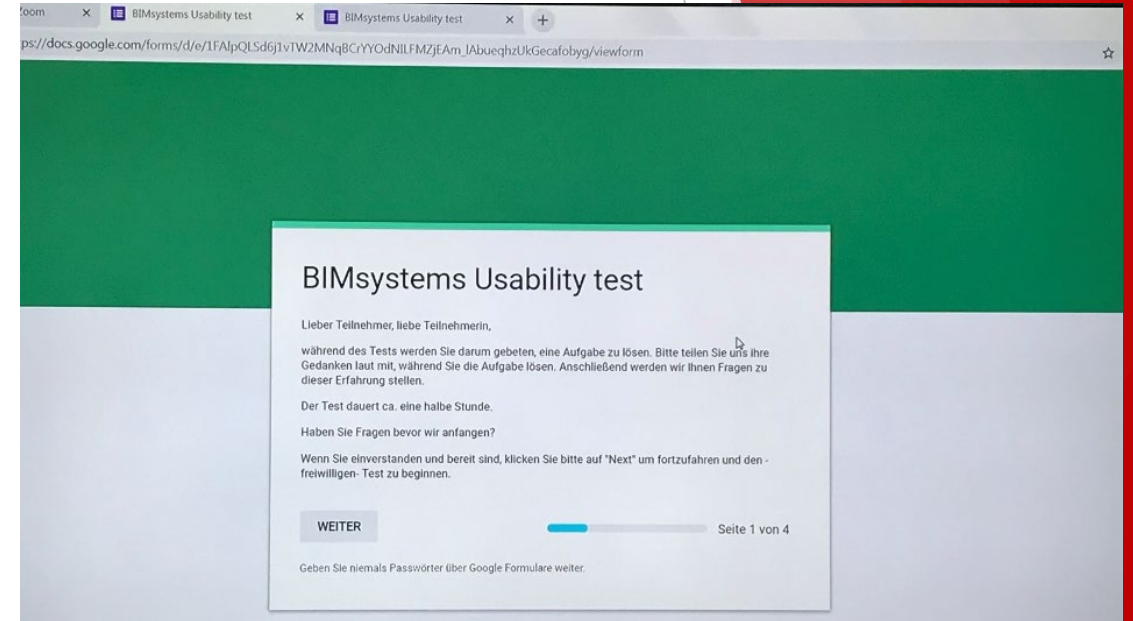 oom
BIMsystems Usability test
BIMsystems Usability test
ps://docs.google.com/forms/d/e/
viewform
BIMsystems Usability test
Lieber Teilnehmer, liebe Teilnehmerin,
während des Tests werden Sie darum gebeten, eine Aufgabe zu lösen. Bitte teilen Sie uns ihre
Gedanken laut mit, während Sie die Aufgabe lösen. Anschließend werden wir Ihnen Fragen zu
dieser Erfahrung stellen.
Der Test dauert ca. eine halbe Stunde.
Haben Sie Fragen bevor wir anfangen?
Wenn Sie einverstanden und bereit sind, klicken Sie bitte auf "Next" um fortzufahren und den -
freiwilligen- Test zu beginnen.
WEITER
Seite 1 von 4
Geben Sie niemals Passwörter über Google Formulare weiter.